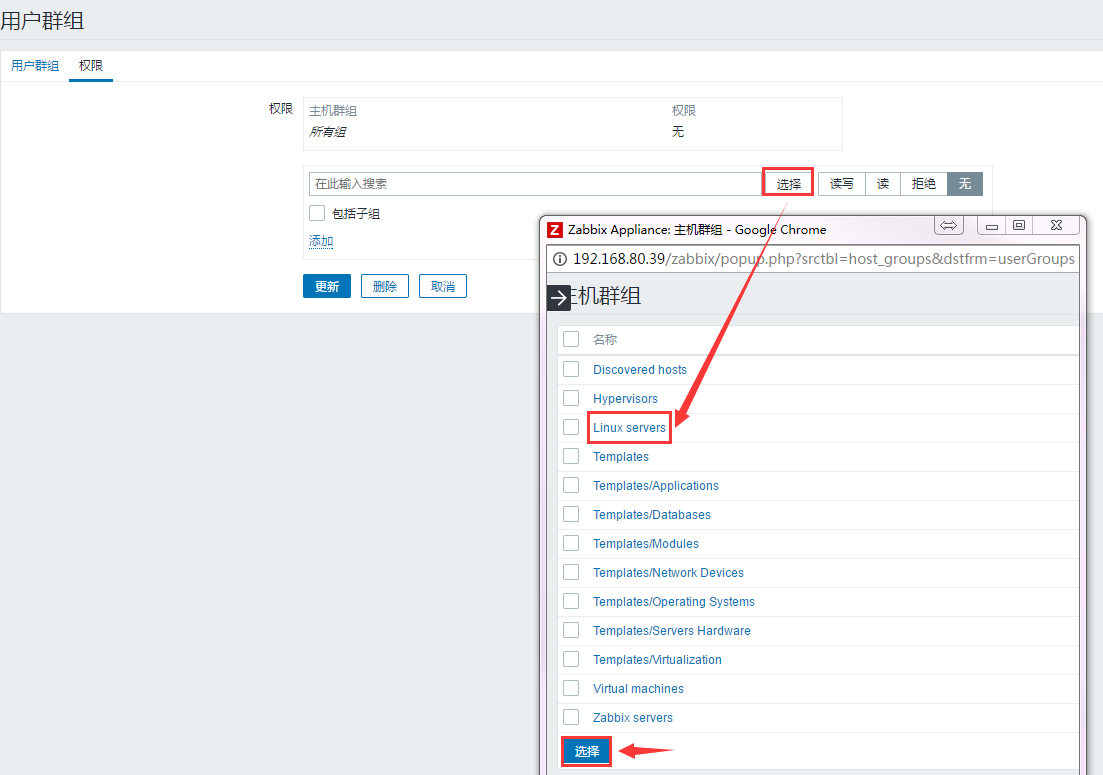 用户群组
用户群组 权限
权限 主机群组 权限
所有组 无
在此输入搜索 选择 读写 读 拒绝 无
包括子组
添加
更新 删除 取消
Z Zabbix Appliance: 主机群组 - Google Chrome
192.168.80.39/zabbix/popup.php?srctbl=host_groups&dstfrm=userGroups
主机群组
名称
Discovered hosts
Hypervisors
Linux servers
Templates
Templates/Applications
Templates/Databases
Templates/Modules
Templates/Network Devices
Templates/Operating Systems
Templates/Servers Hardware
Templates/Virtualization
Virtual machines
Zabbix servers
选择